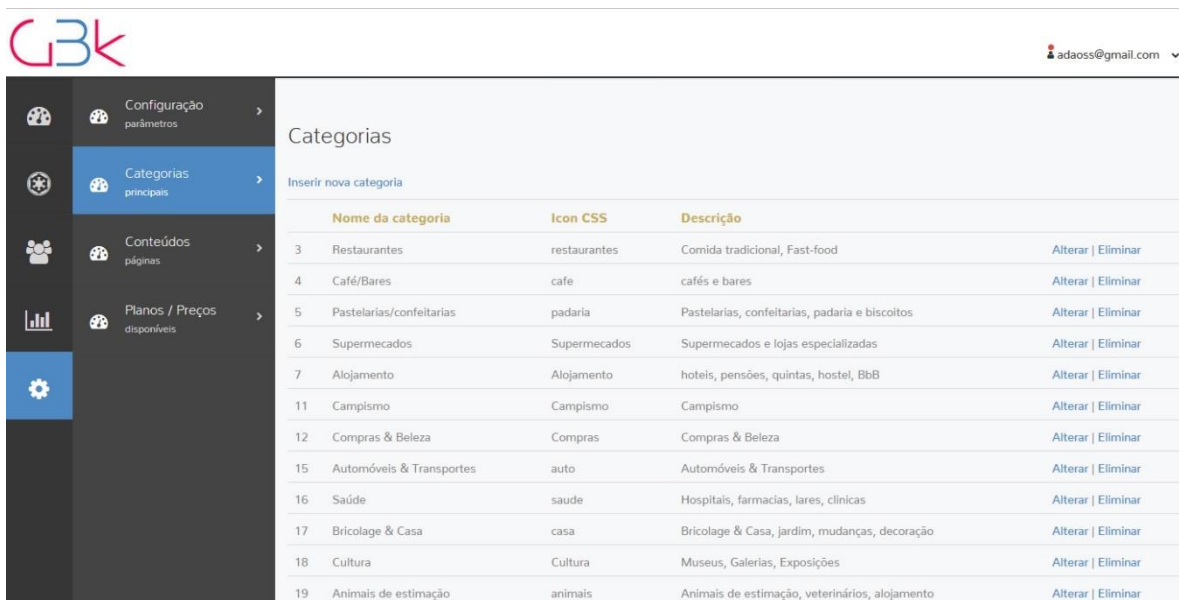 G3k
adaoss@gmail.com
Configuração
parâmetros
Categorias
principais
Conteúdos
páginas
Planos / Preços
disponíveis
Categorias
Inserir nova categoria
Nome da categoria Icon CSS Descrição
3 Restaurantes restaurantes Comida tradicional, Fast-food Alterar | Eliminar
4 Café/Bares cafe cafés e bares Alterar | Eliminar
5 Pastelarias/confeitarias padaria Pastelarias, confeitarias, padaria e biscoitos Alterar | Eliminar
6 Supermecados Supermecados Supermecados e lojas especializadas Alterar | Eliminar
7 Alojamento Alojamento hoteis, pensões, quintas, hostel, BbB Alterar | Eliminar
11 Campismo Campismo Campismo Alterar | Eliminar
12 Compras & Beleza Compras Compras & Beleza Alterar | Eliminar
15 Automóveis & Transportes auto Automóveis & Transportes Alterar | Eliminar
16 Saúde saude Hospitais, farmacias, lares, clinicas Alterar | Eliminar
17 Bricolage & Casa casa Bricolage & Casa, jardim, mudanças, decoração Alterar | Eliminar
18 Cultura Cultura Museus, Galerias, Exposições Alterar | Eliminar
19 Animais de estimação animais Animais de estimação, veterinários, alojamento Alterar | Eliminar